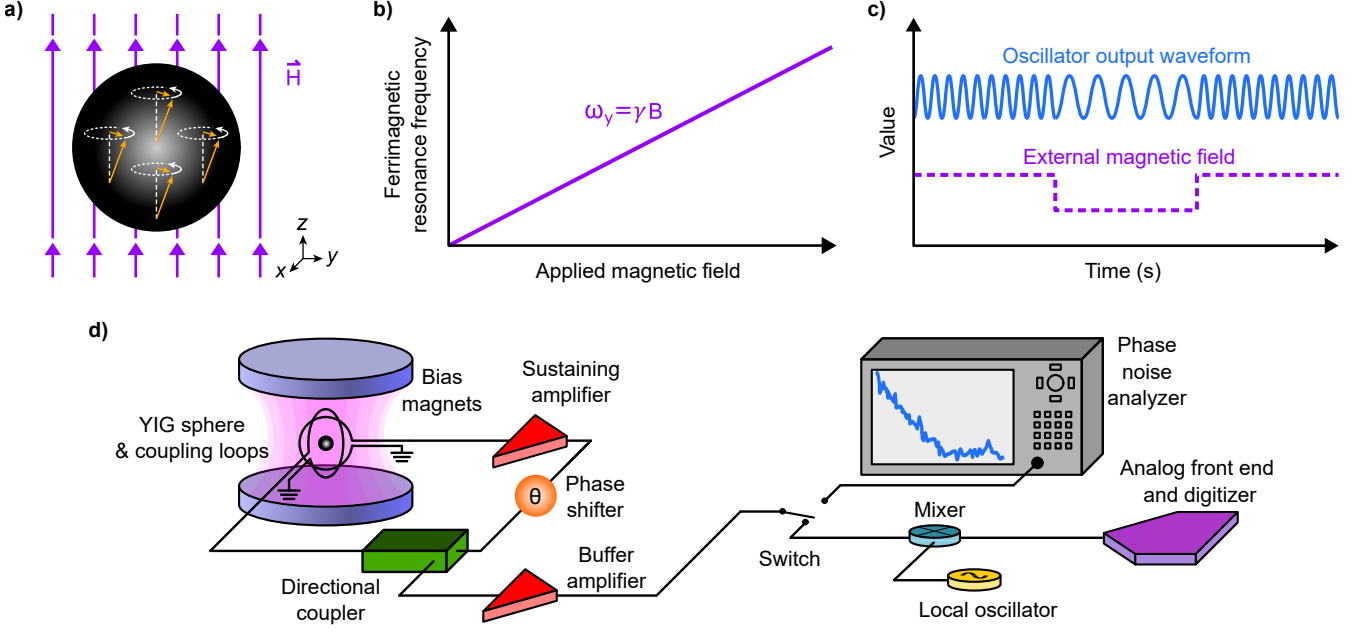 a)
H
z
y
x
b)
Ferrimagnetic
resonance frequency
ω_y=γB
Applied magnetic field
c)
Oscillator output waveform
Value
External magnetic field
Time (s)
d)
Bias
magnets
Sustaining
amplifier
YIG sphere
& coupling loops
θ
Phase
shifter
Directional
coupler
Buffer
amplifier
Switch
Mixer
Local oscillator
Phase
noise
analyzer
Analog front end
and digitizer